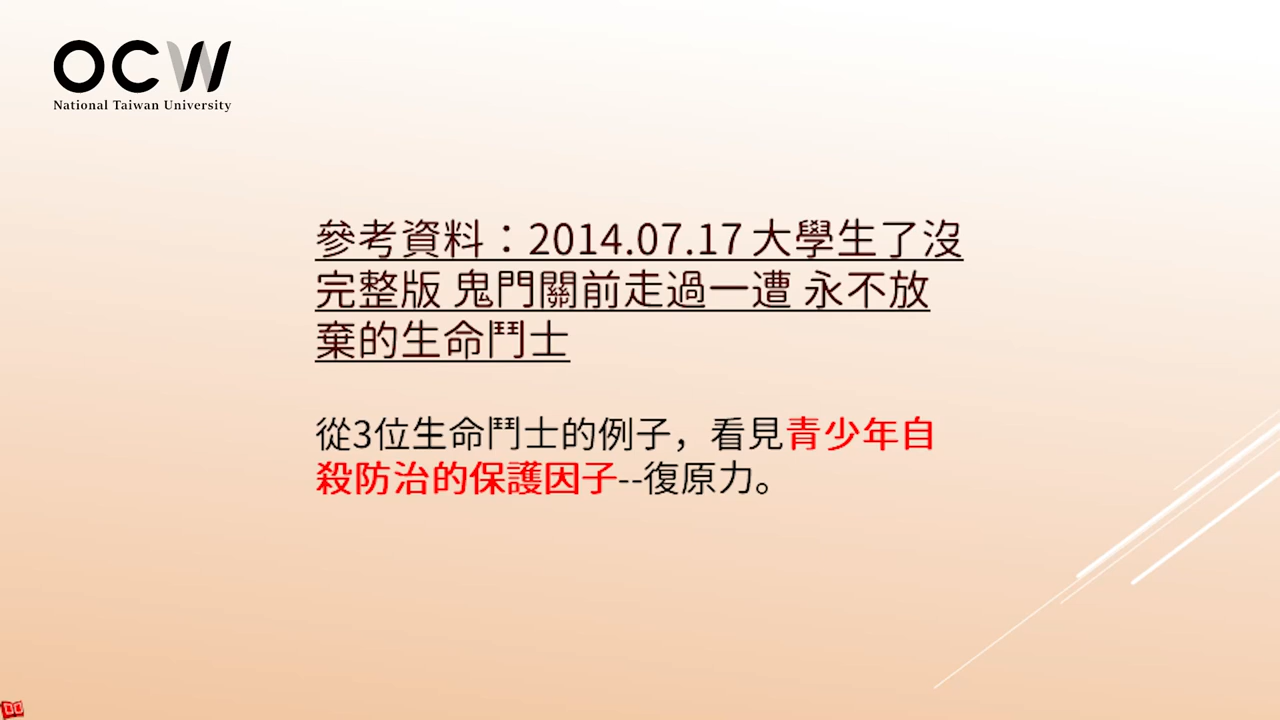 OCW
National Taiwan University
參考資料：2014.07.17 大學生了沒
完整版 鬼門關前走過一遭 永不放
棄的生命鬥士
從3位生命鬥士的例子，看見青少年自
殺防治的保護因子--復原力。